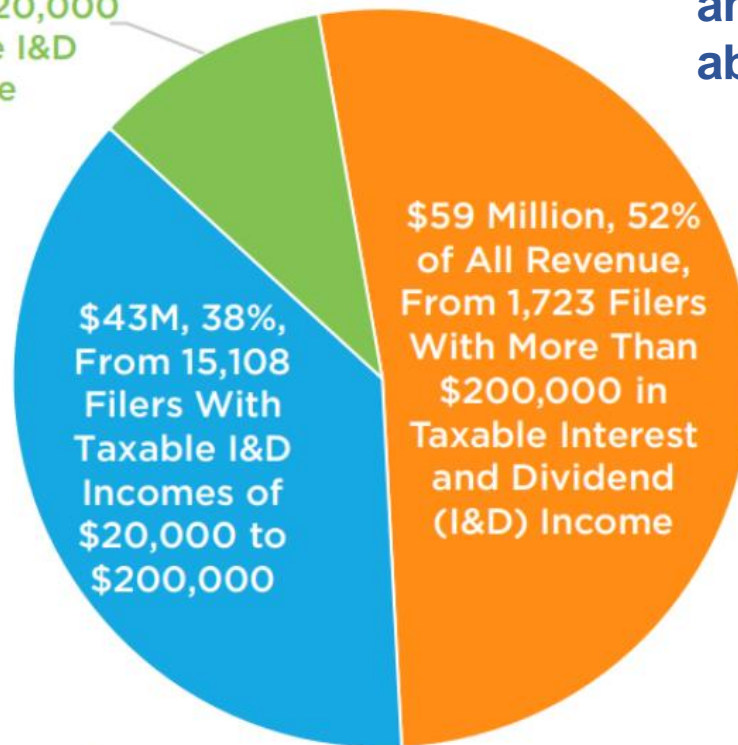 20,000
I&D
$59 Million, 52%
of All Revenue,
From 1,723 Filers
With More Than
$200,000 in
Taxable Interest
and Dividend
(I&D) Income
$43M, 38%,
From 15,108
Filers With
Taxable I&D
Incomes of
$20,000 to
$200,000